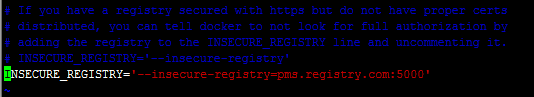 # If you have a registry secured with https but do not have proper certs
# distributed, you can tell docker to not look for full authorization by
# adding the registry to the INSECURE_REGISTRY line and uncommenting it.
# INSECURE_REGISTRY='--insecure-registry'
INSECURE_REGISTRY='--insecure-registry=pms.registry.com:5000'
~